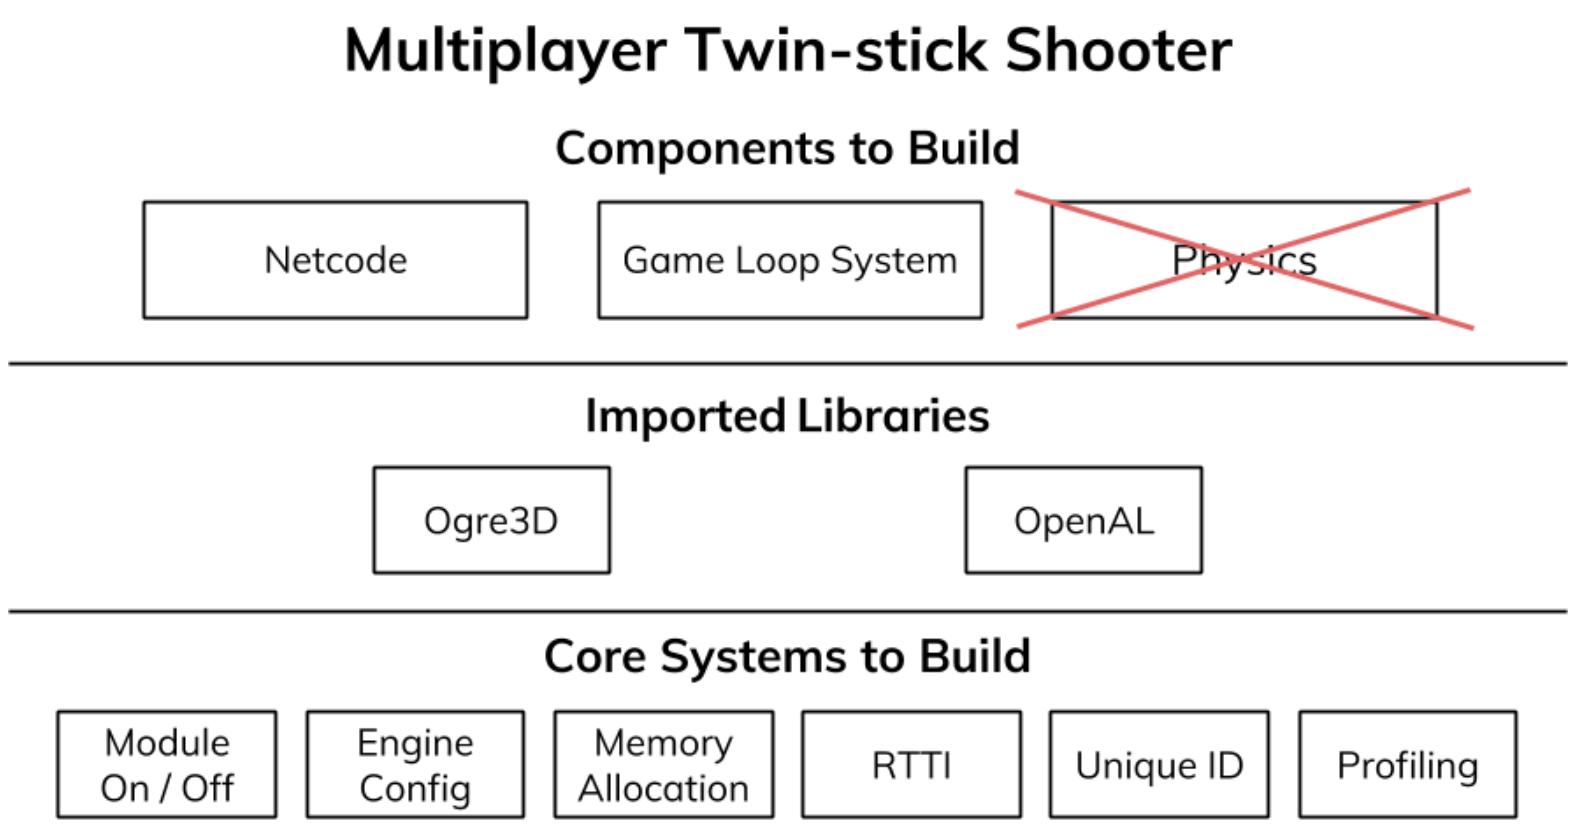 Multiplayer Twin-stick Shooter
Components to Build
Netcode
Game Loop System
Physics
Imported Libraries
Ogre3D
OpenAL
Core Systems to Build
Module
On / Off
Engine
Config
Memory
Allocation
RTTI
Unique ID
Profiling